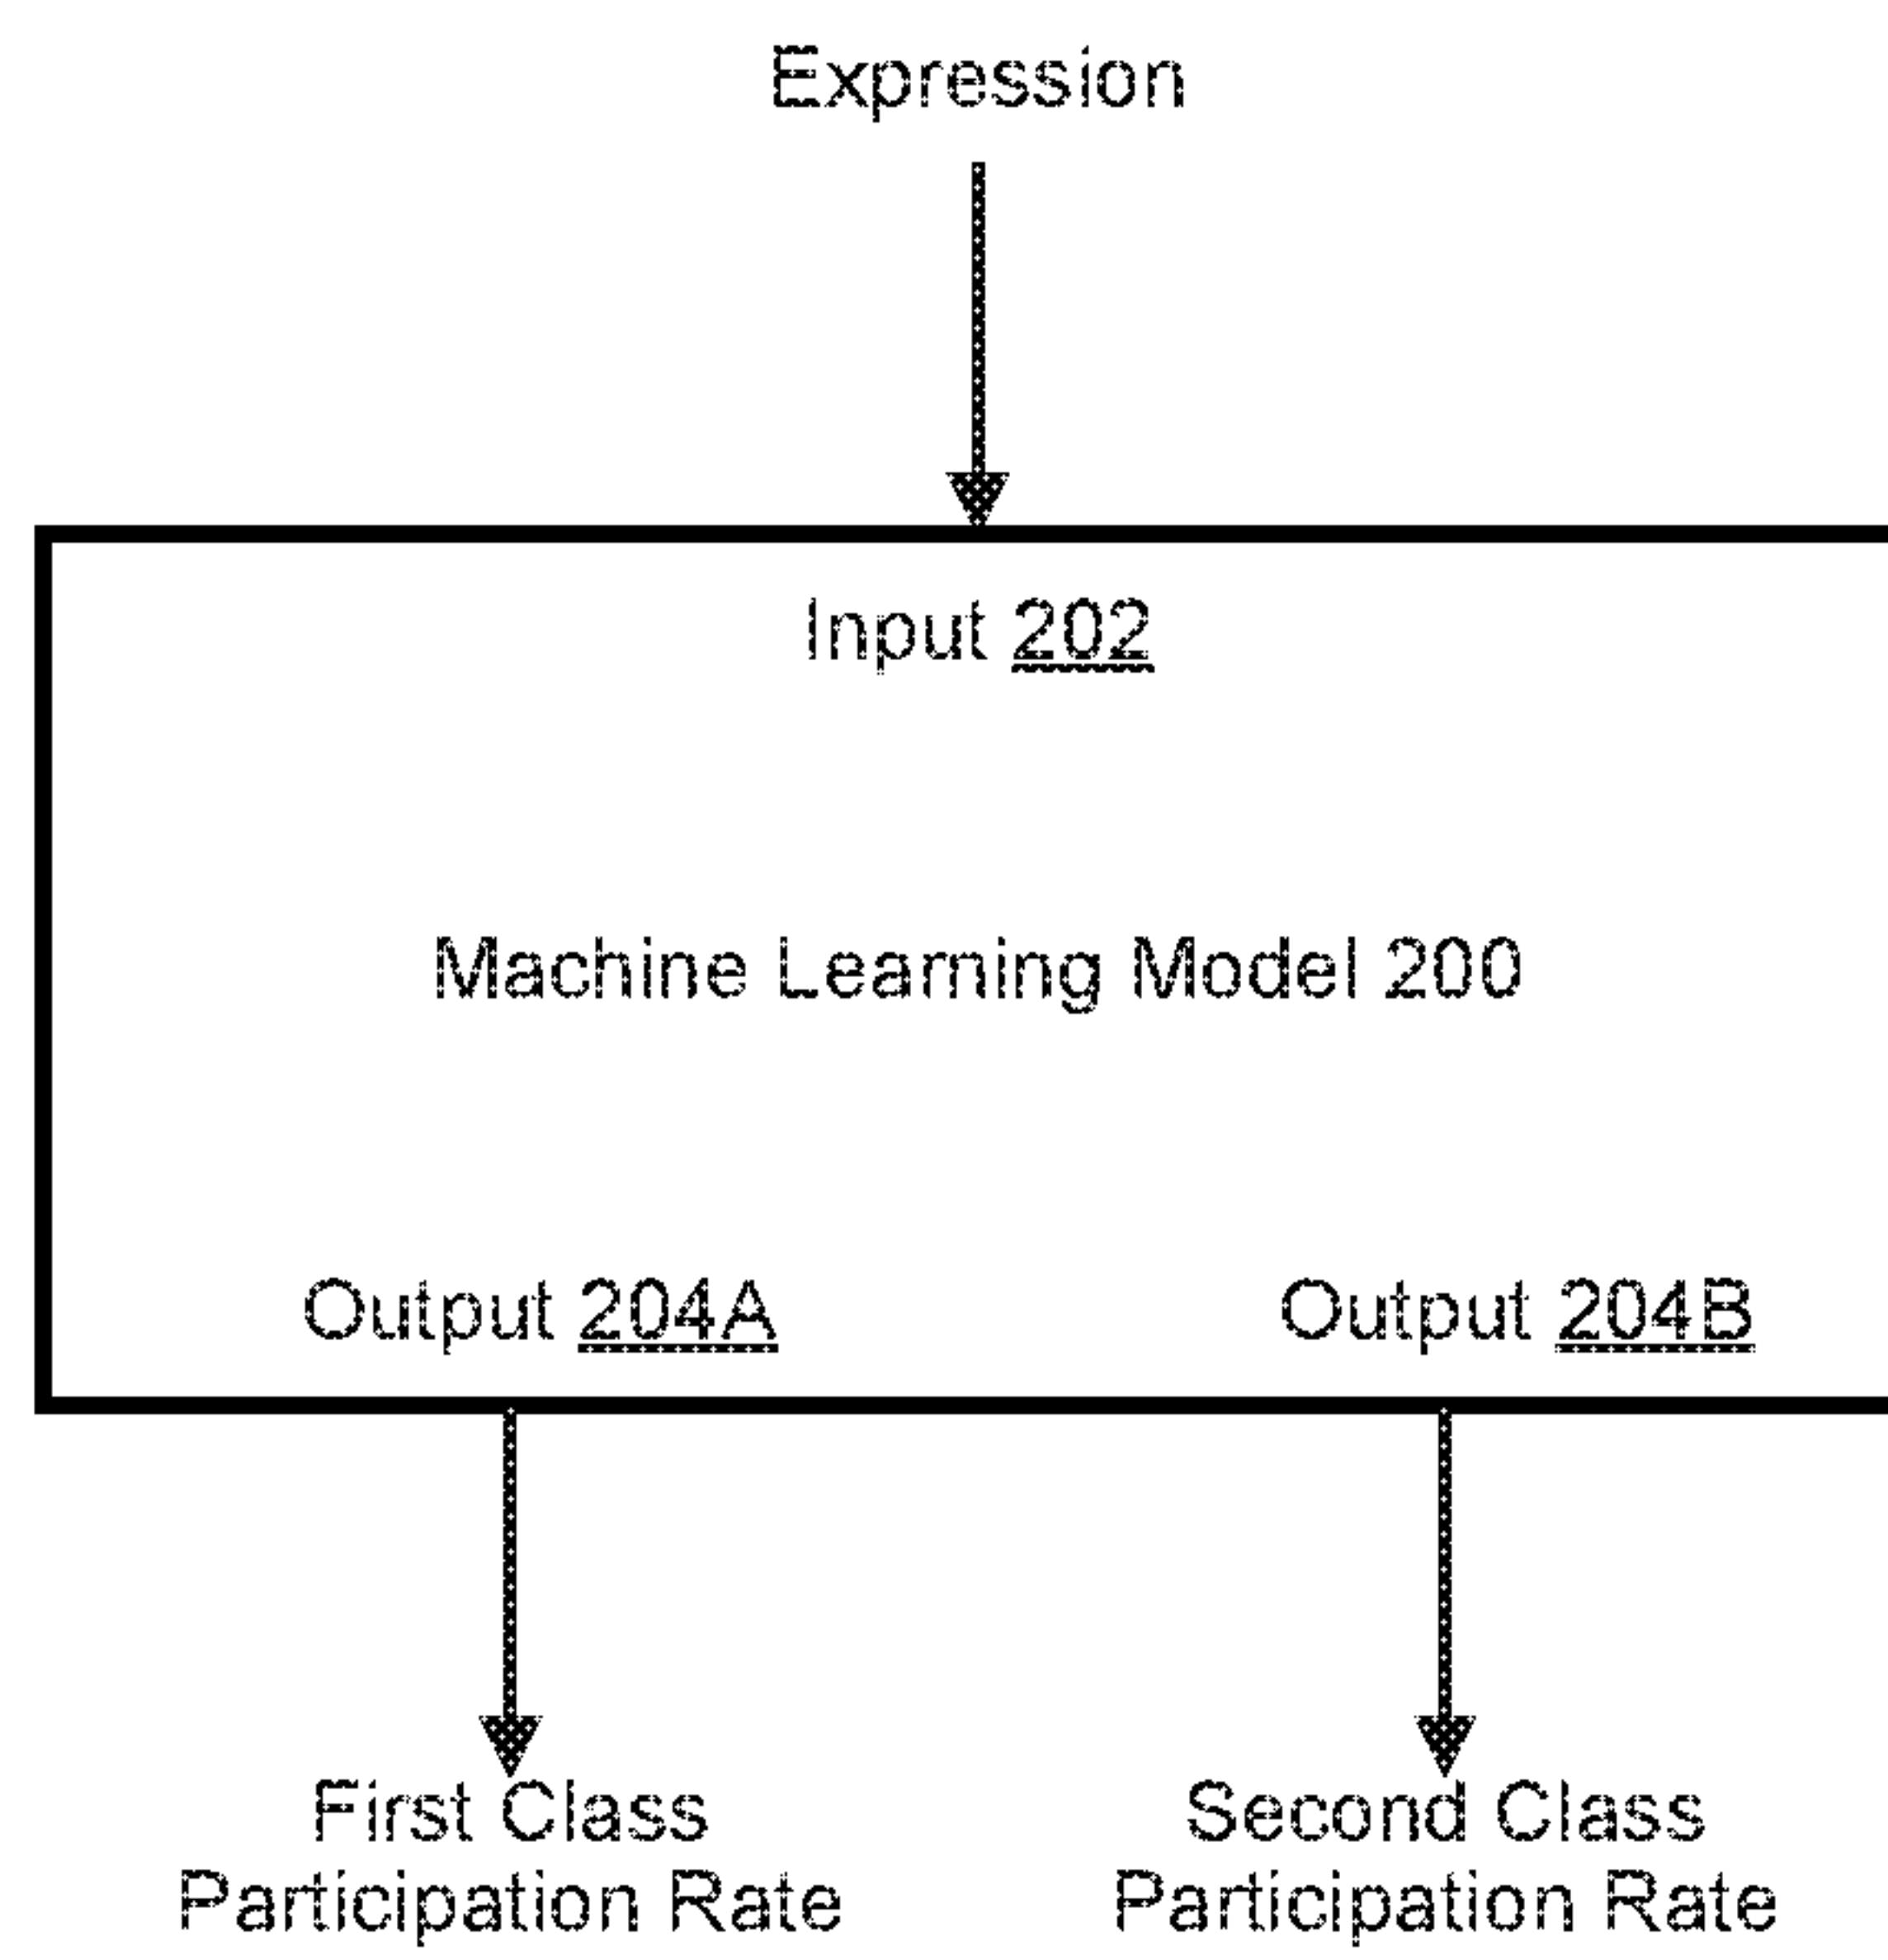 Expression
Input 202
Machine Learning Model 200
Output 204A
Output 204B
First Class
Participation Rate
Second Class
Participation Rate